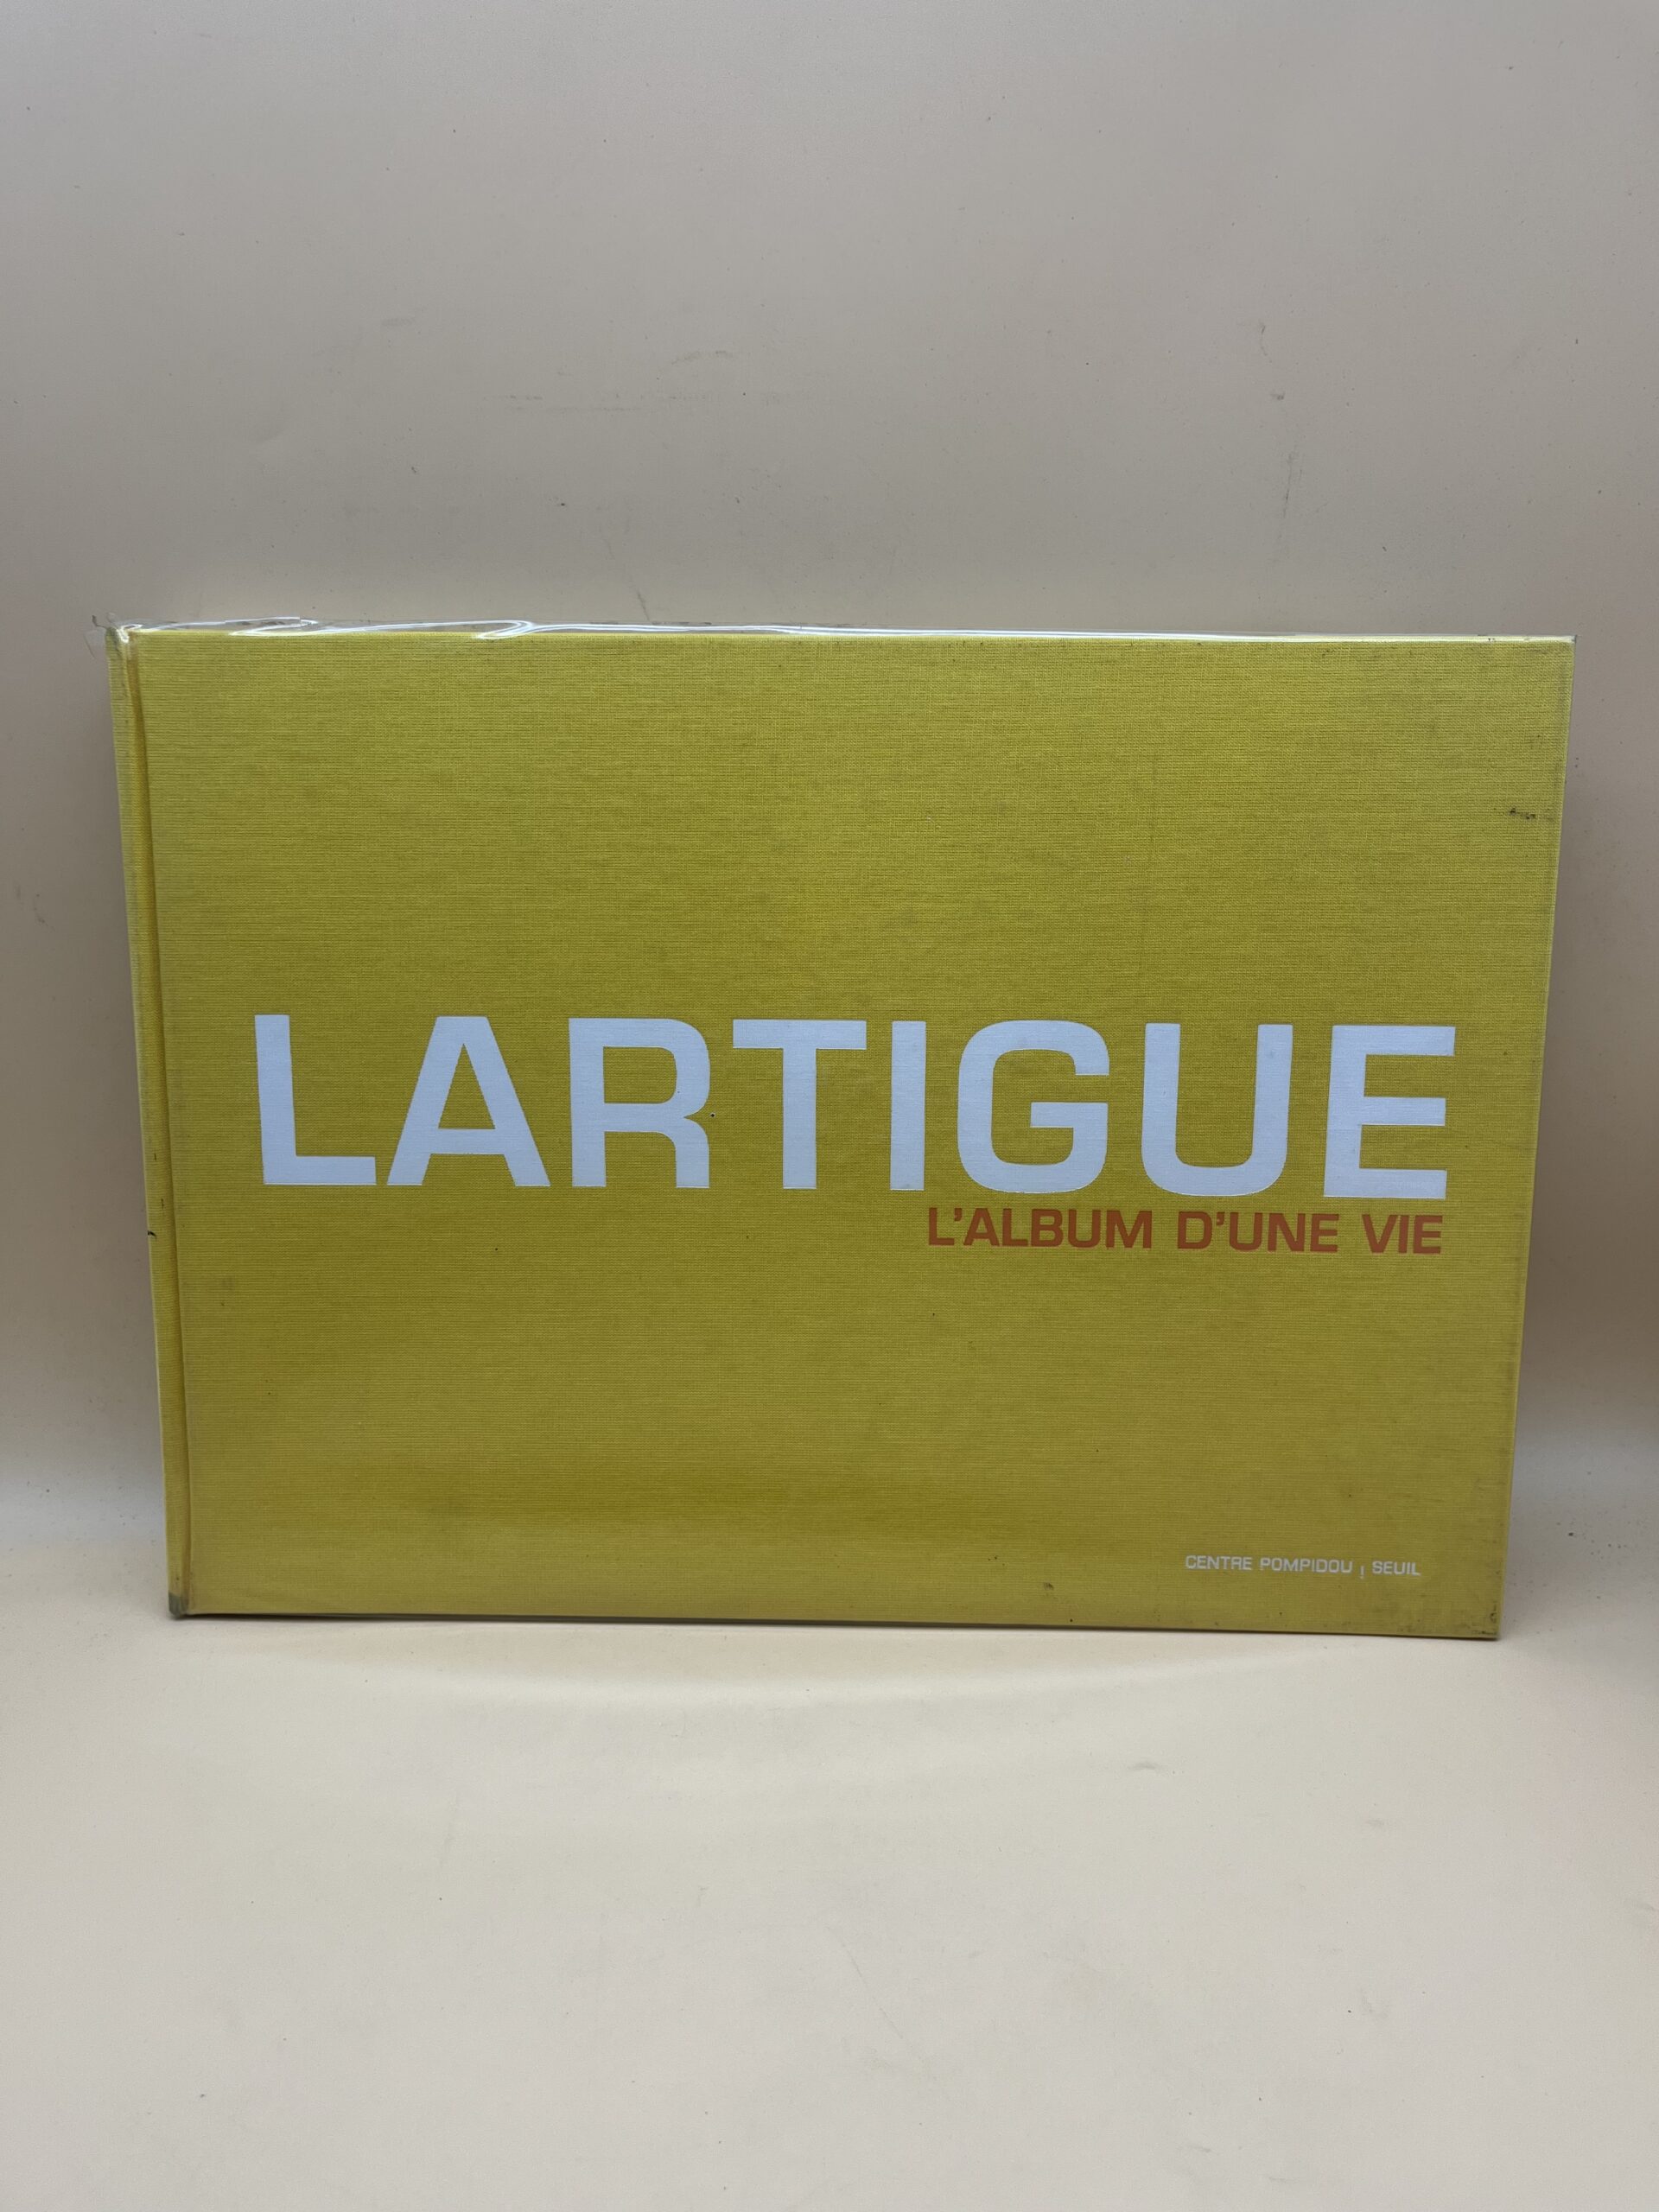 LARTIGUE
L'ALBUM D'UNE VIE
CENTRE POMPIDOU | SEUIL